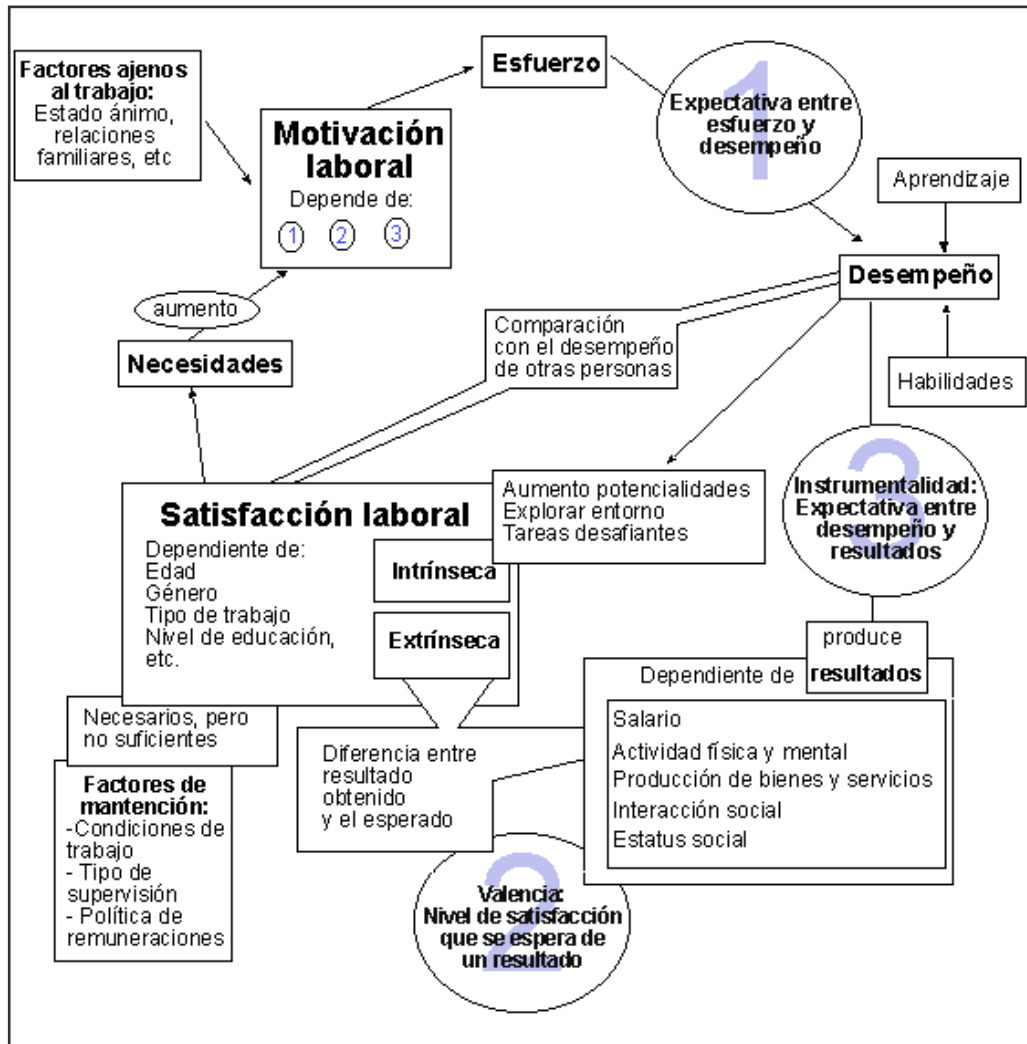 Factores ajenos
al trabajo:
Estado ánimo,
relaciones
familiares, etc
Esfuerzo
1
Expectativa entre
esfuerzo y
desempeño
Motivación
laboral
Depende de:
1 2 3
Aprendizaje
Desempeño
Habilidades
aumento
Necesidades
Comparación
con el desempeño
de otras personas
Satisfacción laboral
Dependiente de:
Edad
Género
Tipo de trabajo
Nivel de educación,
etc.
Intrínseca
Extrínseca
Aumento potencialidades
Explorar entorno
Tareas desafiantes
3
Instrumentalidad:
Expectativa entre
desempeño y
resultados
produce
resultados
Dependiente de
Salario
Actividad física y mental
Producción de bienes y servicios
Interacción social
Estatus social
Necesarios, pero
no suficientes
Diferencia entre
resultado
obtenido
y el esperado
Factores de
mantención:
-Condiciones de
trabajo
- Tipo de
supervisión
- Política de
remuneraciones
2
Valencia:
Nivel de satisfacción
que se espera de
un resultado